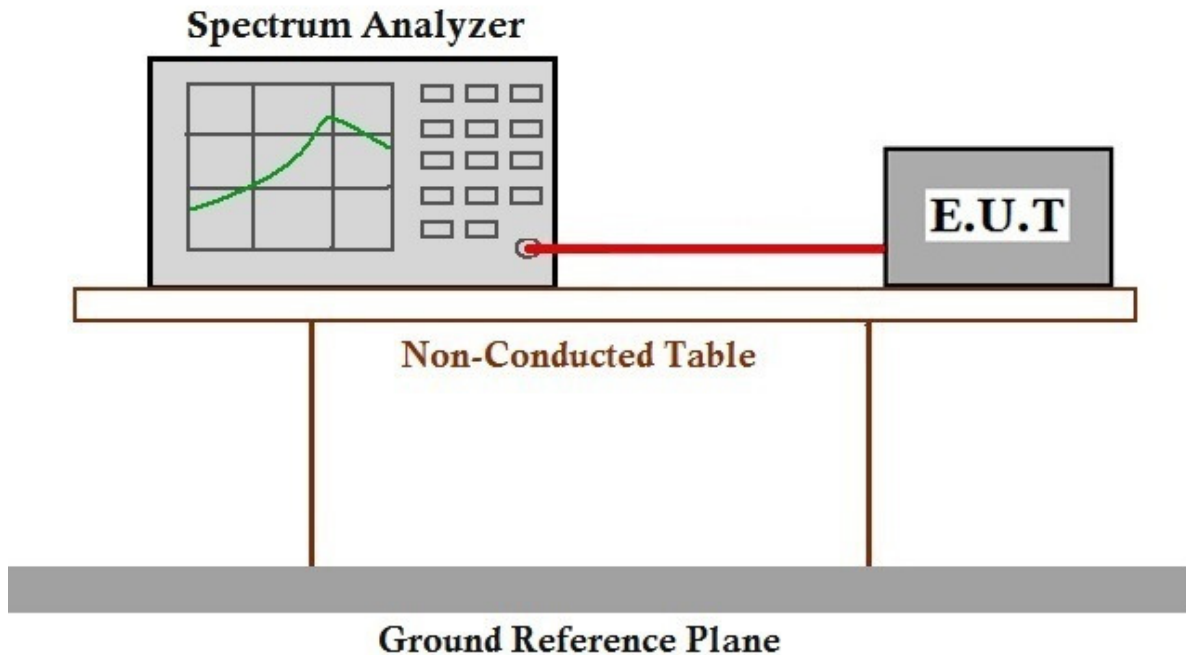 Spectrum Analyzer
E.U.T
Non-Conducted Table
Ground Reference Plane